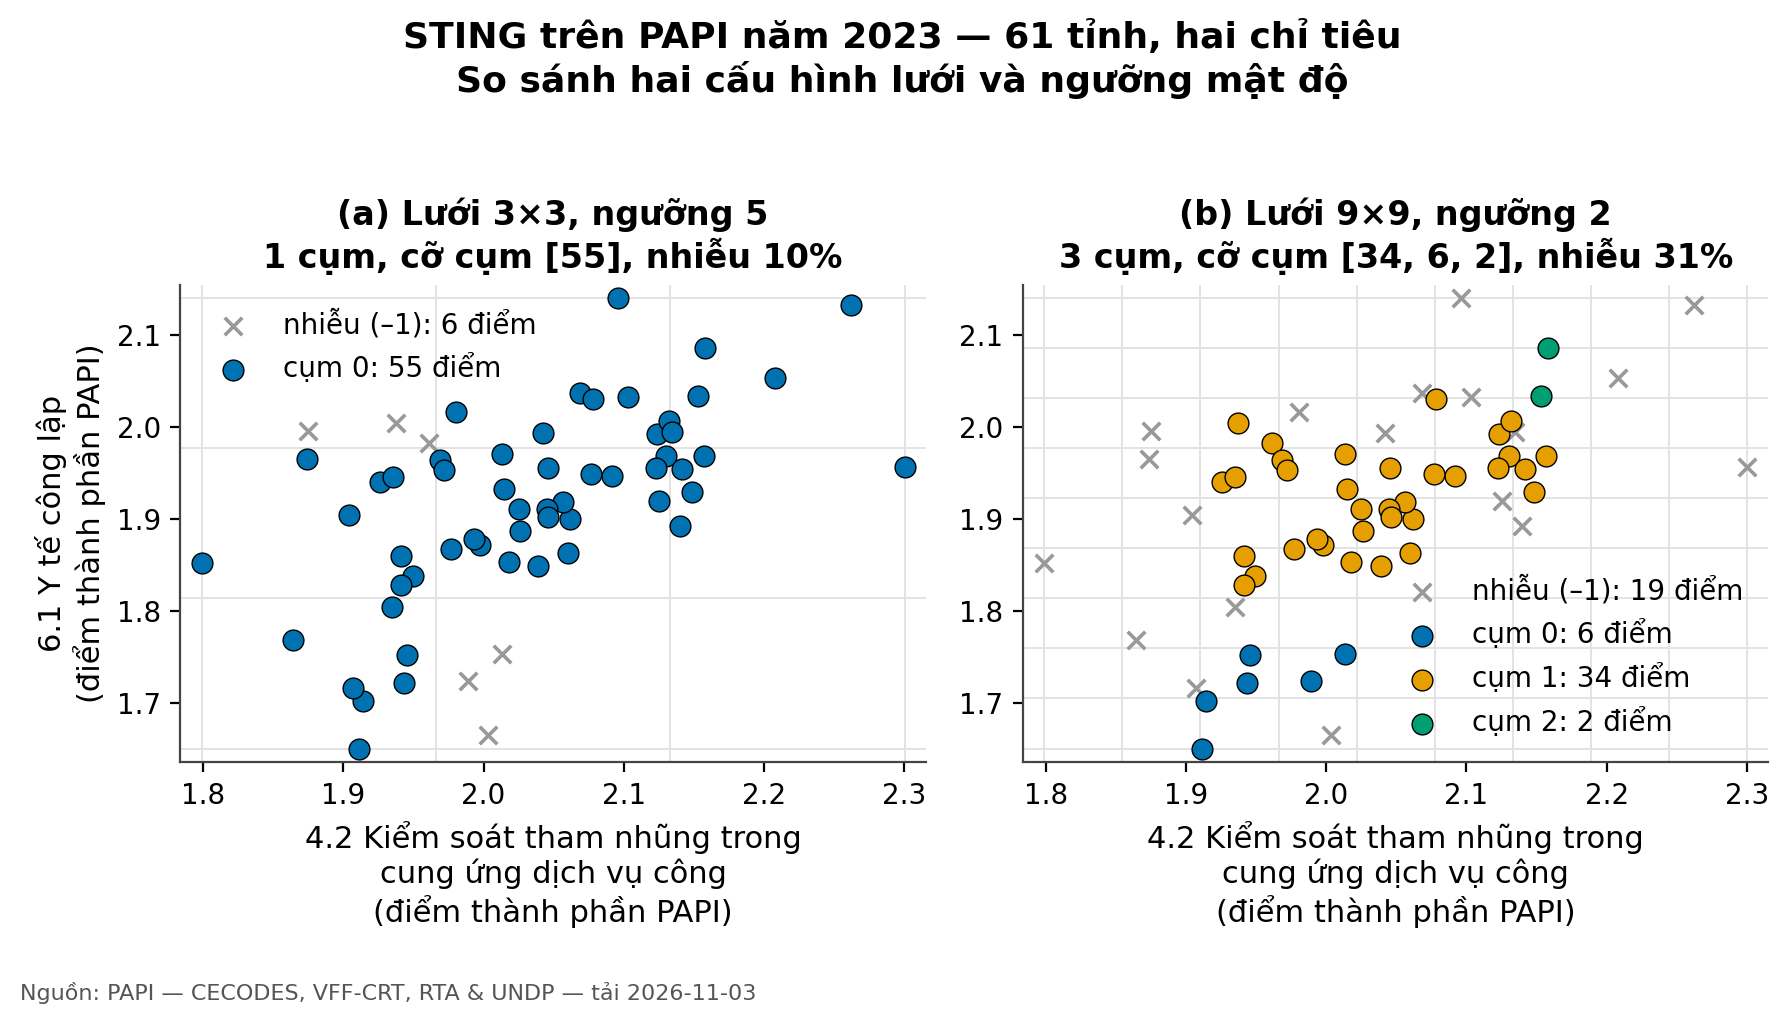 STING trên PAPI năm 2023 — 61 tỉnh, hai chỉ tiêu
So sánh hai cấu hình lưới và ngưỡng mật độ
(a) Lưới 3×3, ngưỡng 5
1 cụm, cỡ cụm [55], nhiễu 10%
nhiễu (–1): 6 điểm
cụm 0: 55 điểm
6.1 Y tế công lập
(điểm thành phần PAPI)
2.1
2.0
1.9
1.8
1.7
1.8 1.9 2.0 2.1 2.2 2.3
4.2 Kiểm soát tham nhũng trong
cung ứng dịch vụ công
(điểm thành phần PAPI)
(b) Lưới 9×9, ngưỡng 2
3 cụm, cỡ cụm [34, 6, 2], nhiễu 31%
2.1
2.0
1.9
1.8
1.7
nhiễu (–1): 19 điểm
cụm 0: 6 điểm
cụm 1: 34 điểm
cụm 2: 2 điểm
1.8 1.9 2.0 2.1 2.2 2.3
4.2 Kiểm soát tham nhũng trong
cung ứng dịch vụ công
(điểm thành phần PAPI)
Nguồn: PAPI — CECODES, VFF-CRT, RTA & UNDP — tải 2026-11-03